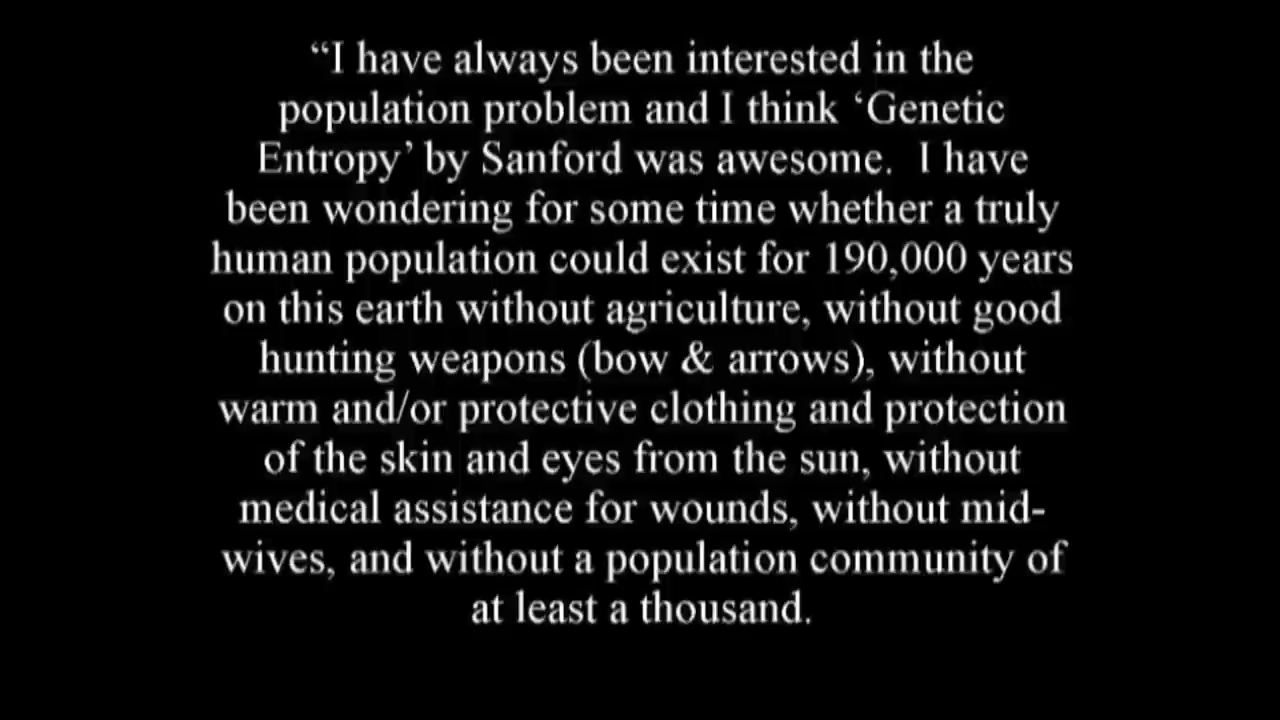 “I have always been interested in the
population problem and I think ‘Genetic
Entropy’ by Sanford was awesome.  I have
been wondering for some time whether a truly
human population could exist for 190,000 years
on this earth without agriculture, without good
hunting weapons (bow & arrows), without
warm and/or protective clothing and protection
of the skin and eyes from the sun, without
medical assistance for wounds, without mid-
wives, and without a population community of
at least a thousand.